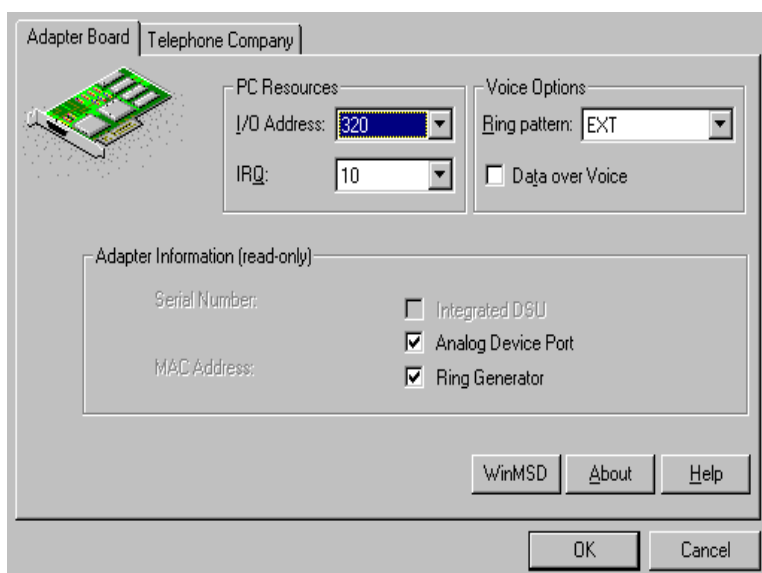 Adapter Board Telephone Company
PC Resources
I/O Address: 320
IRQ: 10
Voice Options
Ring pattern: EXT
Data over Voice
Adapter Information (read-only)
Serial Number:
MAC Address:
Integrated DSU
Analog Device Port
Ring Generator
WinMSD About Help
OK Cancel